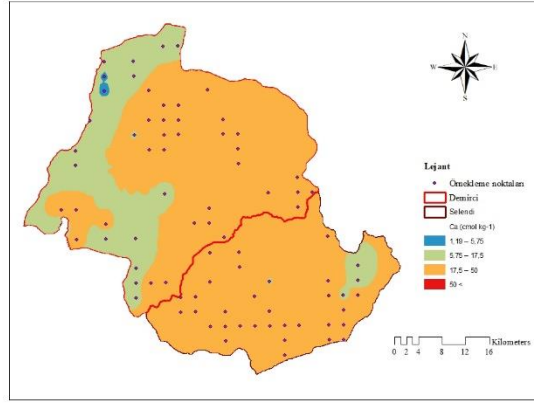 N
W E
S
Lejant
Örnekleme noktaları
Demirci
Selendi
Ca (cmol kg-1)
1,19 – 5,75
5,75 – 17,5
17,5 – 50
50 <
Kilometers
0 2 4 8 12 16